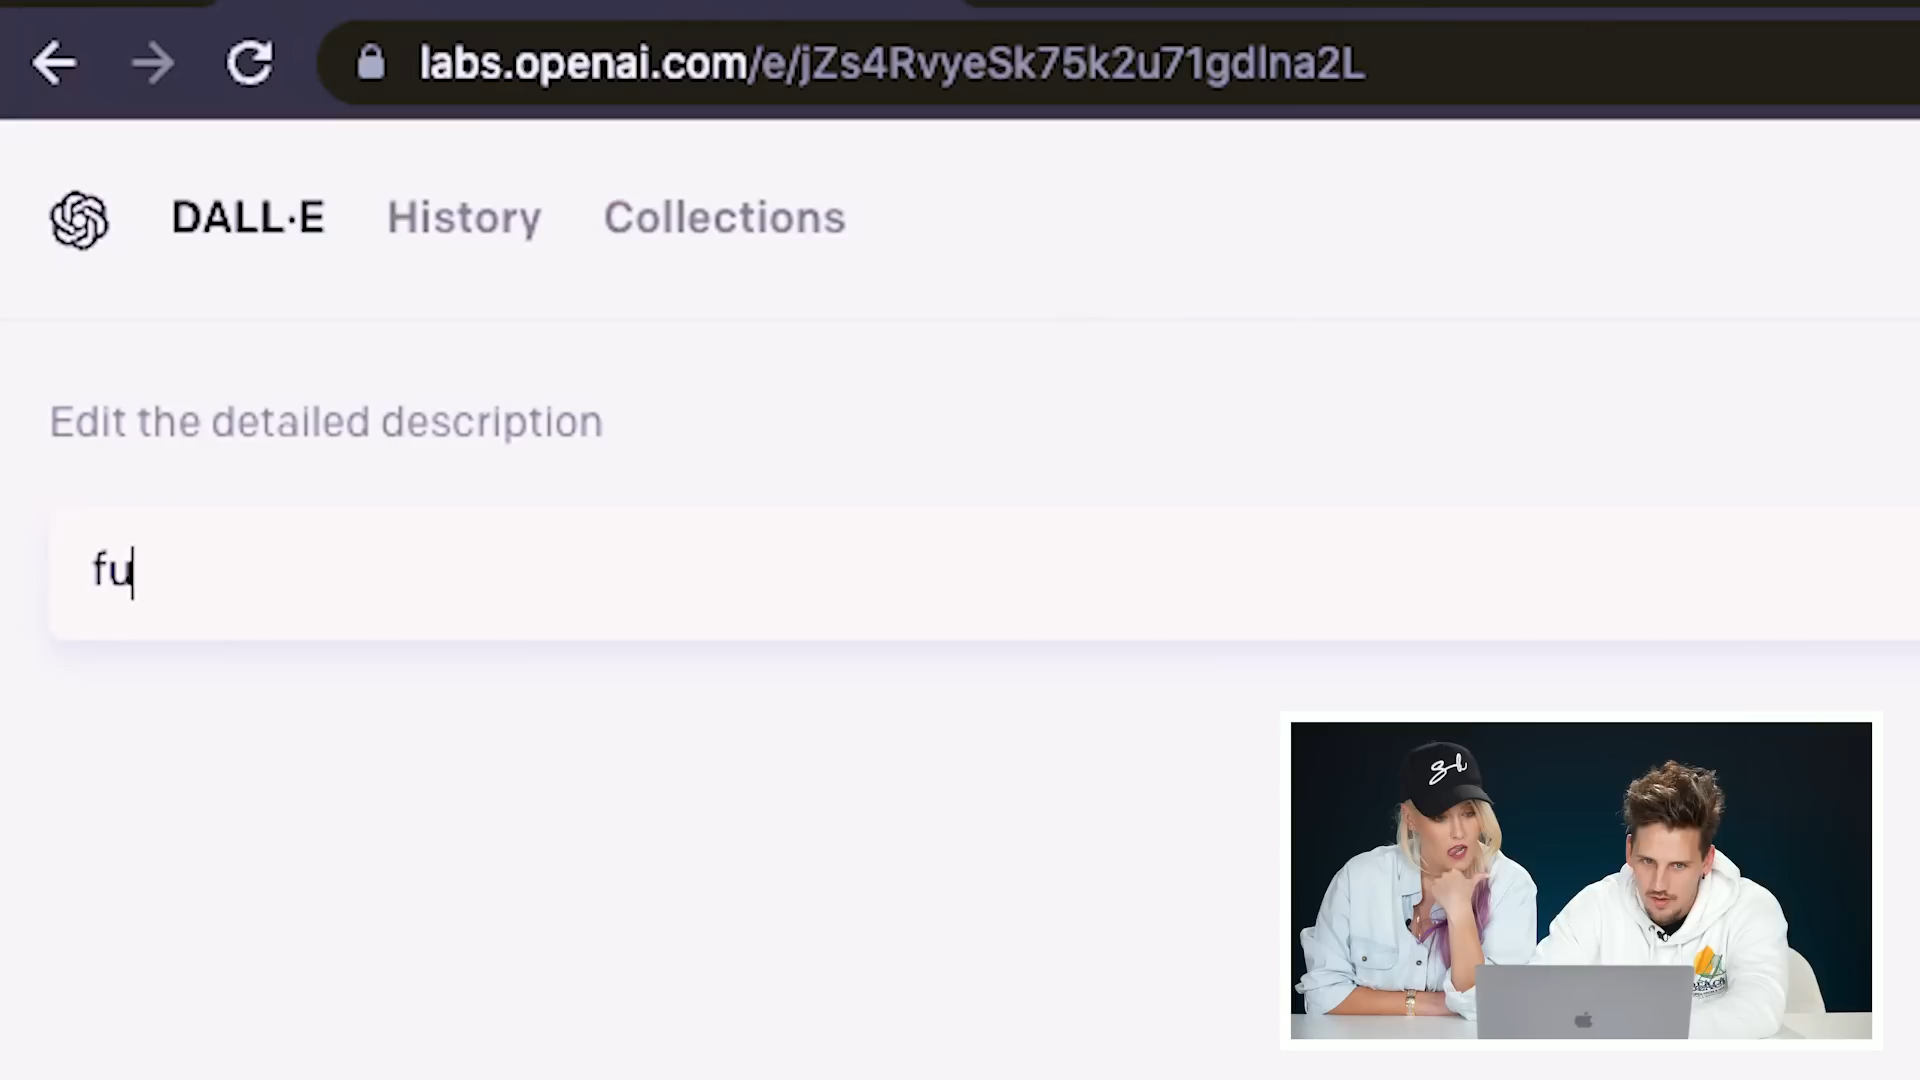 labs.openai.com/e/jZs4RvyeSk75k2u71gdlna2L
DALL·E History Collections
Edit the detailed description
fu